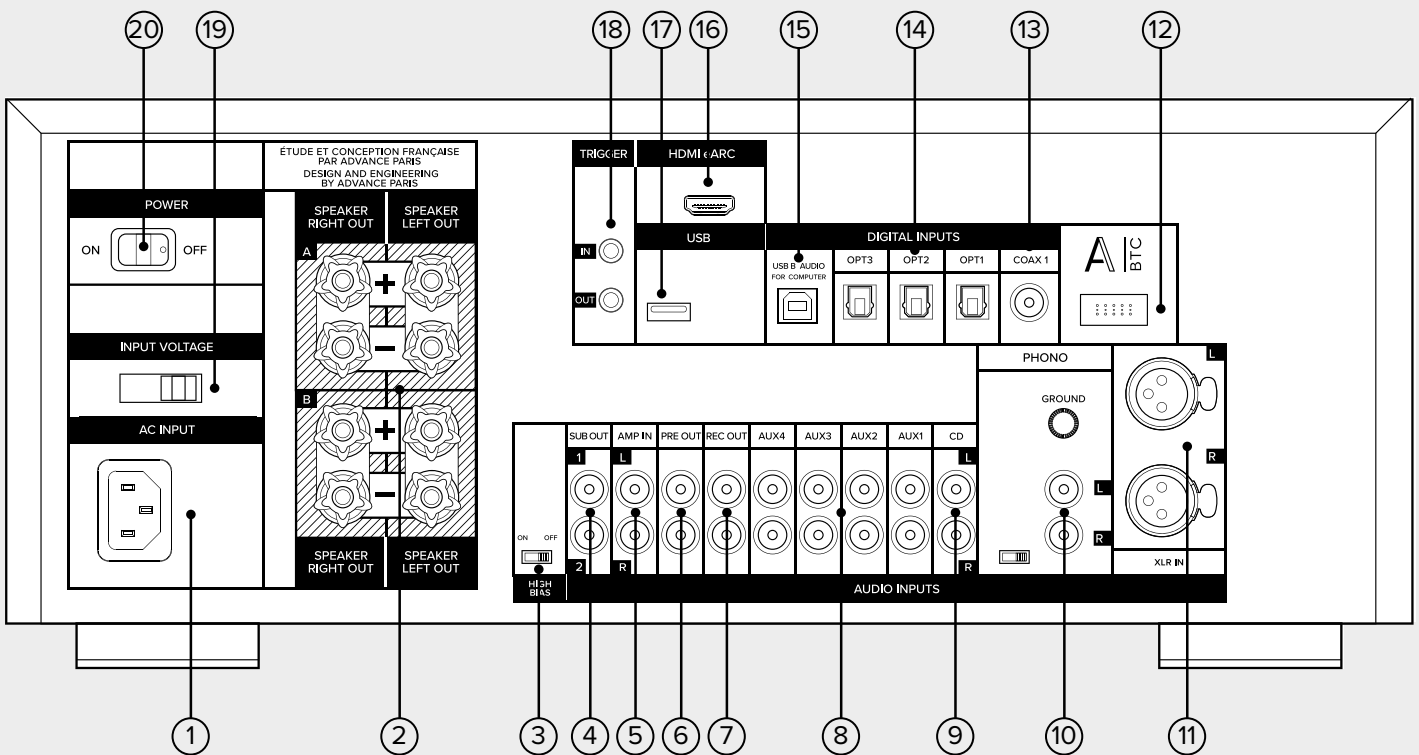 20 19 18 17 16 15 14 13 12
ÉTUDE ET CONCEPTION FRANÇAISE
PAR ADVANCE PARIS
DESIGN AND ENGINEERING
BY ADVANCE PARIS
POWER
ON OFF
INPUT VOLTAGE
AC INPUT
SPEAKER
RIGHT OUT
SPEAKER
LEFT OUT
A
+
−
B
+
−
SPEAKER
RIGHT OUT
SPEAKER
LEFT OUT
TRIGGER
IN
OUT
HDMI eARC
USB
DIGITAL INPUTS
USB B AUDIO
FOR COMPUTER
OPT3 OPT2 OPT1 COAX 1
A BTC
ON OFF
HIGH
BIAS
SUB OUT AMP IN PRE OUT REC OUT AUX4 AUX3 AUX2 AUX1 CD
1 L L
2 R R
AUDIO INPUTS
PHONO
GROUND
L
R
L
R
XLR IN
1 2 3 4 5 6 7 8 9 10 11